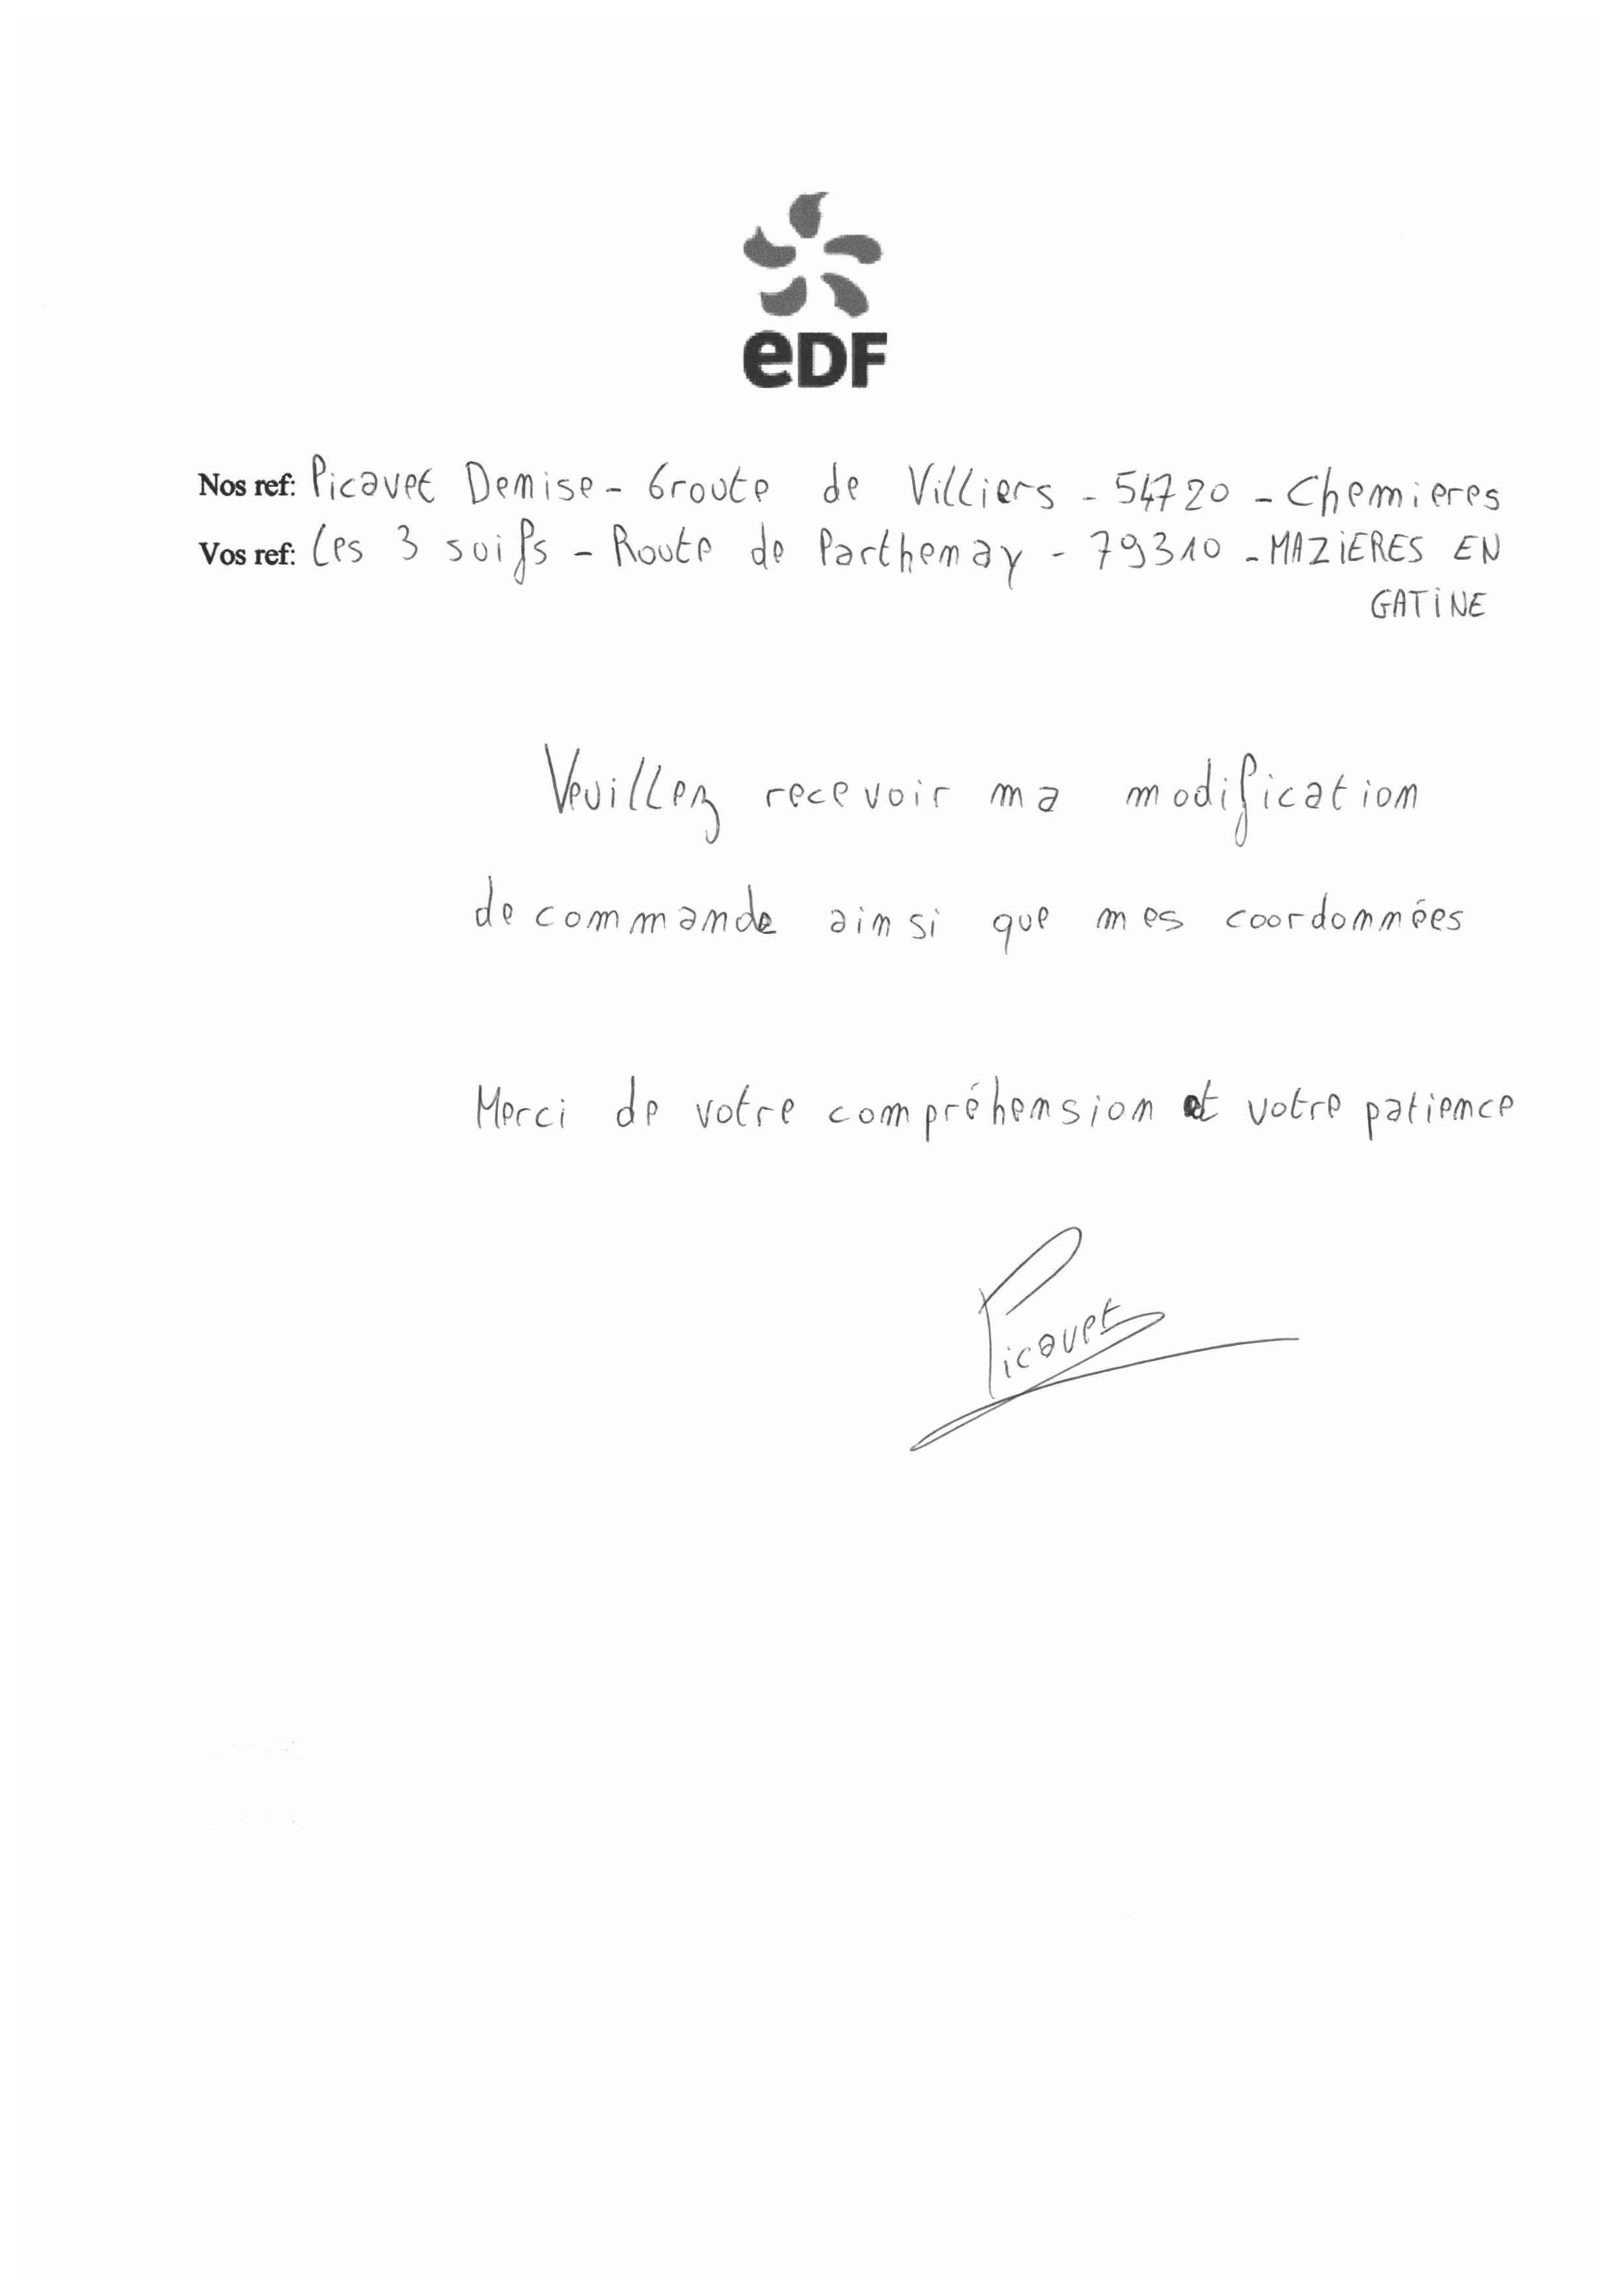 eDF
Nos ref: Picavet Denise - 6 route de Villiers - 54720 - Chenieres
Vos ref: Les 3 soifs - Route de Parthenay - 79310 - MAZIERES EN
GATINE
Veuillez recevoir ma modification
de commande ainsi que mes coordonnées
Merci de votre compréhension et votre patience
Picavet